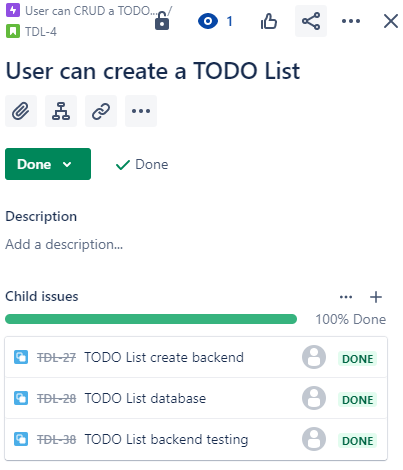 User can CRUD a TODO... /
1
TDL-4
User can create a TODO List
Done
Done
Description
Add a description...
Child issues
100% Done
TDL-27 TODO List create backend DONE
TDL-28 TODO List database DONE
TDL-38 TODO List backend testing DONE